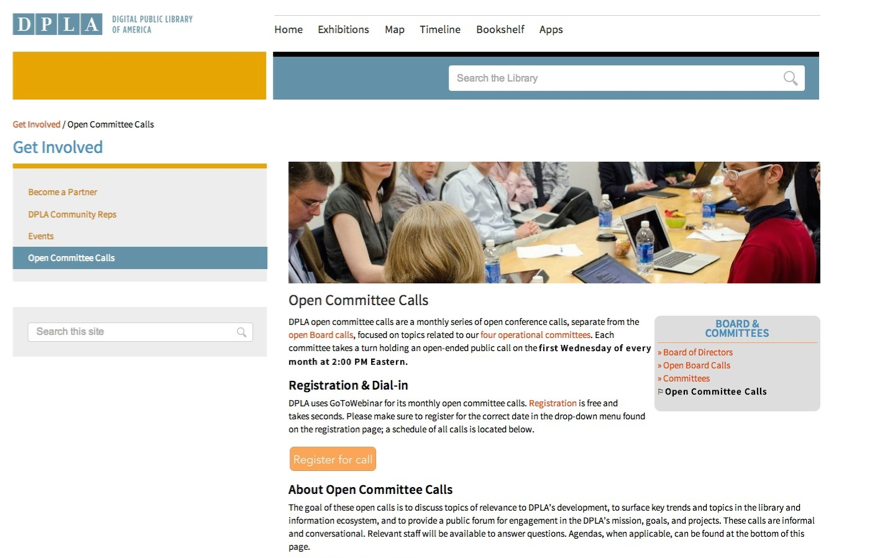 DPLA DIGITAL PUBLIC LIBRARY
OF AMERICA
Home Exhibitions Map Timeline Bookshelf Apps
Search the Library
Get Involved / Open Committee Calls
Get Involved
Become a Partner
DPLA Community Reps
Events
Open Committee Calls
Search this site
Open Committee Calls
DPLA open committee calls are a monthly series of open conference calls, separate from the
open Board calls, focused on topics related to our four operational committees. Each
committee takes a turn holding an open-ended public call on the first Wednesday of every
month at 2:00 PM Eastern.
Registration & Dial-in
DPLA uses GoToWebinar for its monthly open committee calls. Registration is free and
takes seconds. Please make sure to register for the correct date in the drop-down menu found
on the registration page; a schedule of all calls is located below.
Register for call
About Open Committee Calls
The goal of these open calls is to discuss topics of relevance to DPLA's development, to surface key trends and topics in the library and
information ecosystem, and to provide a public forum for engagement in the DPLA's mission, goals, and projects. These calls are informal
and conversational. Relevant staff will be available to answer questions. Agendas, when applicable, can be found at the bottom of this
page.
BOARD &
COMMITTEES
» Board of Directors
» Open Board Calls
» Committees
Open Committee Calls